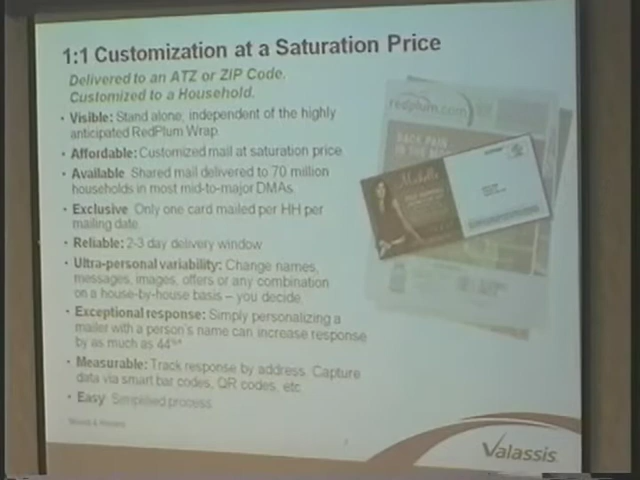 1:1 Customization at a Saturation Price
Delivered to an ATZ or ZIP Code.
Customized to a Household.
• Visible: Stand alone, independent of the highly
anticipated RedPlum Wrap.
• Affordable: Customized mail at saturation price
• Available: Shared mail delivered to 70 million
households in most mid-to-major DMAs.
• Exclusive: Only one card mailed per HH per
mailing date.
• Reliable: 2-3 day delivery window
• Ultra-personal variability: Change names,
messages, images, offers or any combination
on a house-by-house basis – you decide.
• Exceptional response: Simply personalizing a
mailer with a person's name can increase response
by as much as 44%*
• Measurable: Track response by address. Capture
data via smart bar codes, QR codes, etc.
• Easy: Simplified process
redplum.com
BACK PAIN
IN THE
Michelle
Valassis